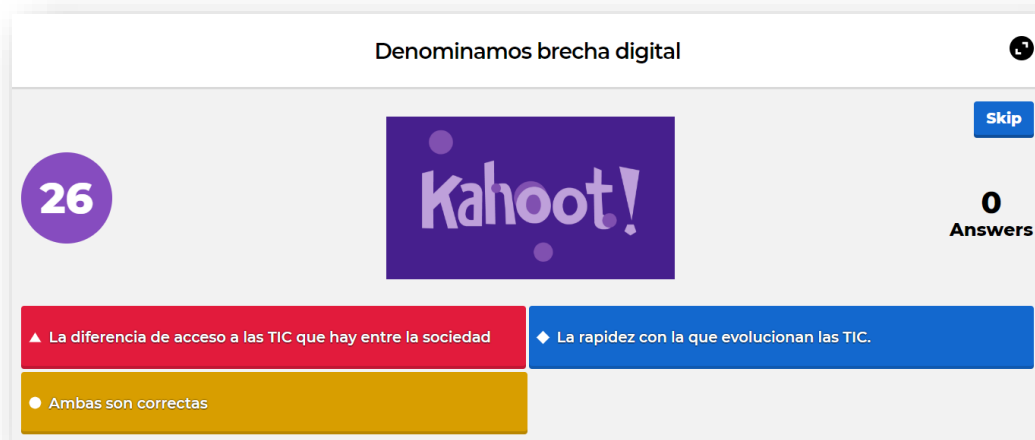 Denominamos brecha digital
Skip
26
Kahoot!
0
Answers
La diferencia de acceso a las TIC que hay entre la sociedad
La rapidez con la que evolucionan las TIC.
Ambas son correctas